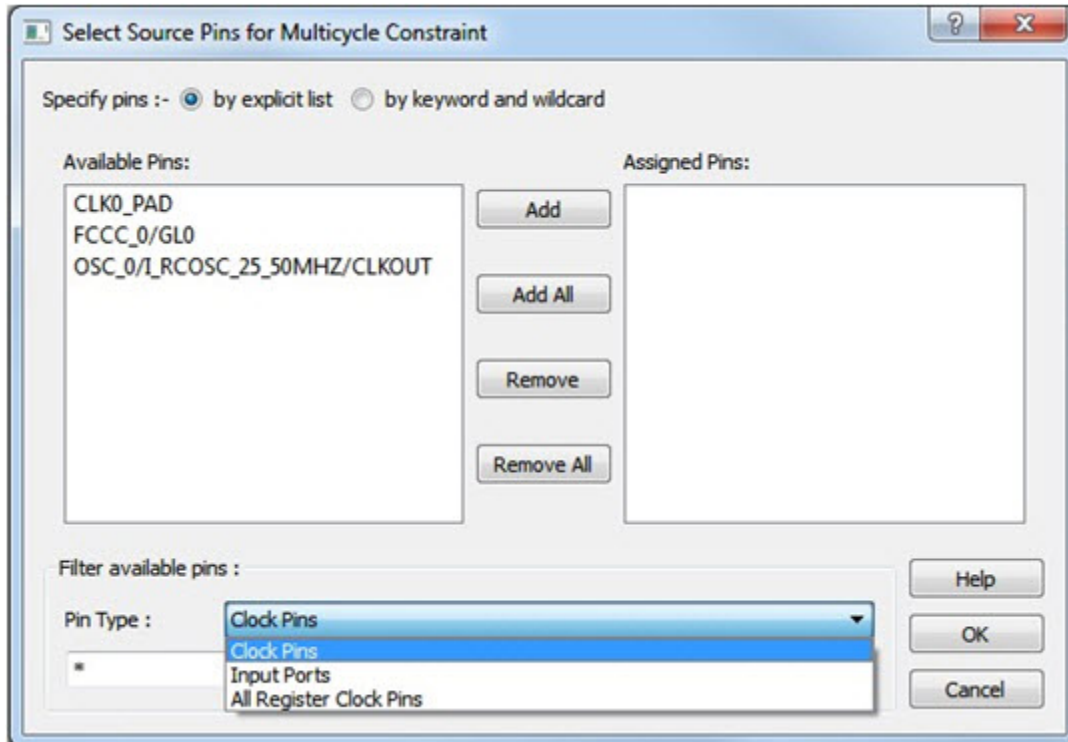 Select Source Pins for Multicycle Constraint
Specify pins :- by explicit list by keyword and wildcard
Available Pins:
Assigned Pins:
CLK0_PAD
FCCC_0/GL0
OSC_0/I_RCOSC_25_50MHZ/CLKOUT
Add
Add All
Remove
Remove All
Filter available pins :
Pin Type :
Clock Pins
Clock Pins
Input Ports
All Register Clock Pins
*
Help
OK
Cancel